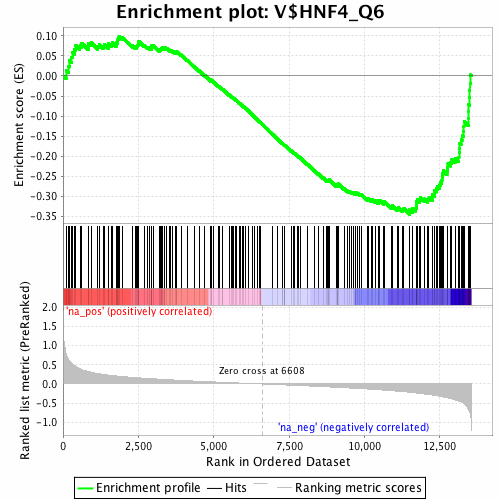 Enrichment plot: V$HNF4_Q6
Enrichment score (ES)
0.10
0.05
0.00
-0.05
-0.10
-0.15
-0.20
-0.25
-0.30
-0.35
'na_pos' (positively correlated)
Ranked list metric (PreRanked)
2.0
1.5
1.0
0.5
0.0
-0.5
-1.0
Zero cross at 6608
'na_neg' (negatively correlated)
0 2,500 5,000 7,500 10,000 12,500
Rank in Ordered Dataset
Enrichment profile Hits Ranking metric scores